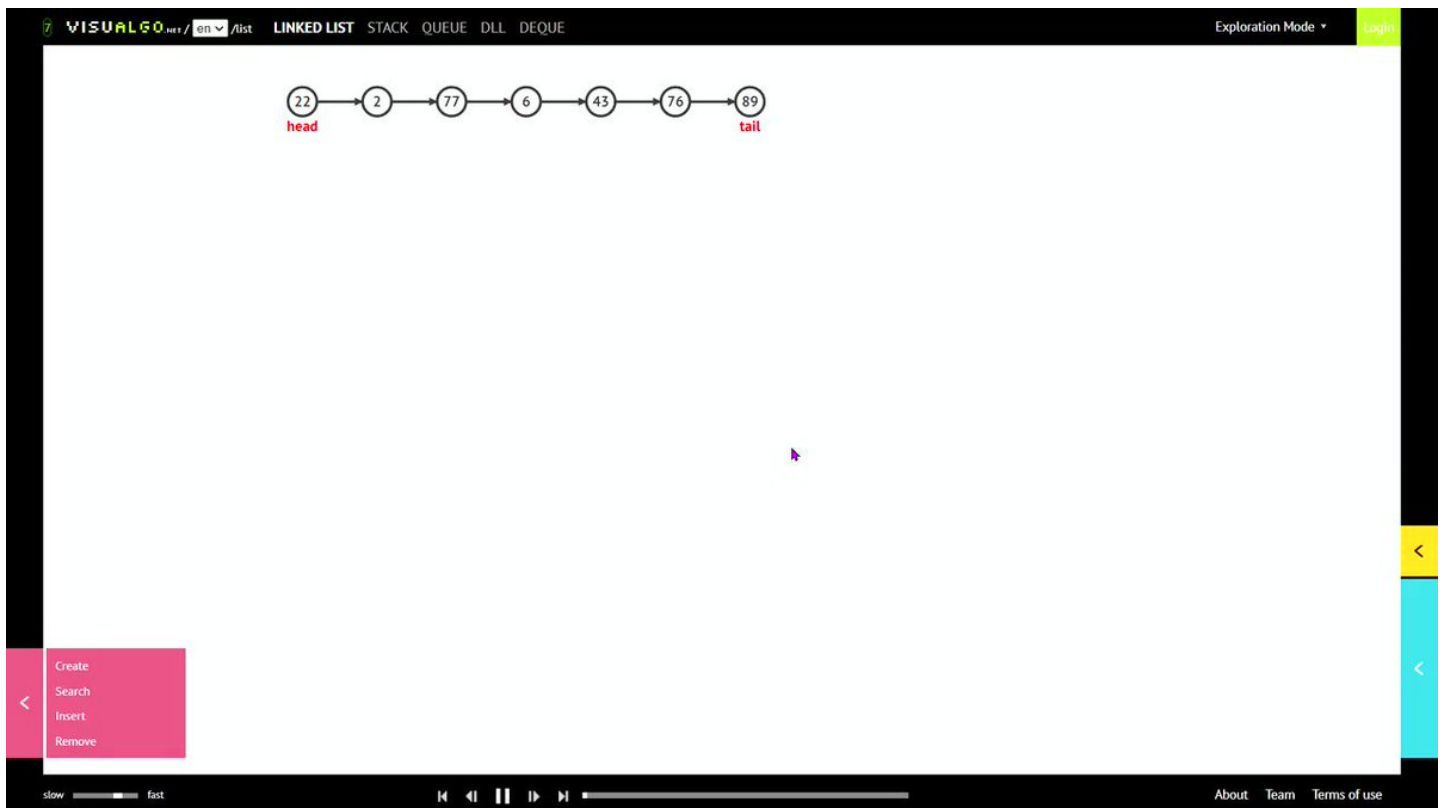 7 VISUALGO.NET / en /list LINKED LIST STACK QUEUE DLL DEQUE Exploration Mode Login
22 2 77 6 43 76 89
head tail
Create
Search
Insert
Remove
slow fast About Team Terms of use